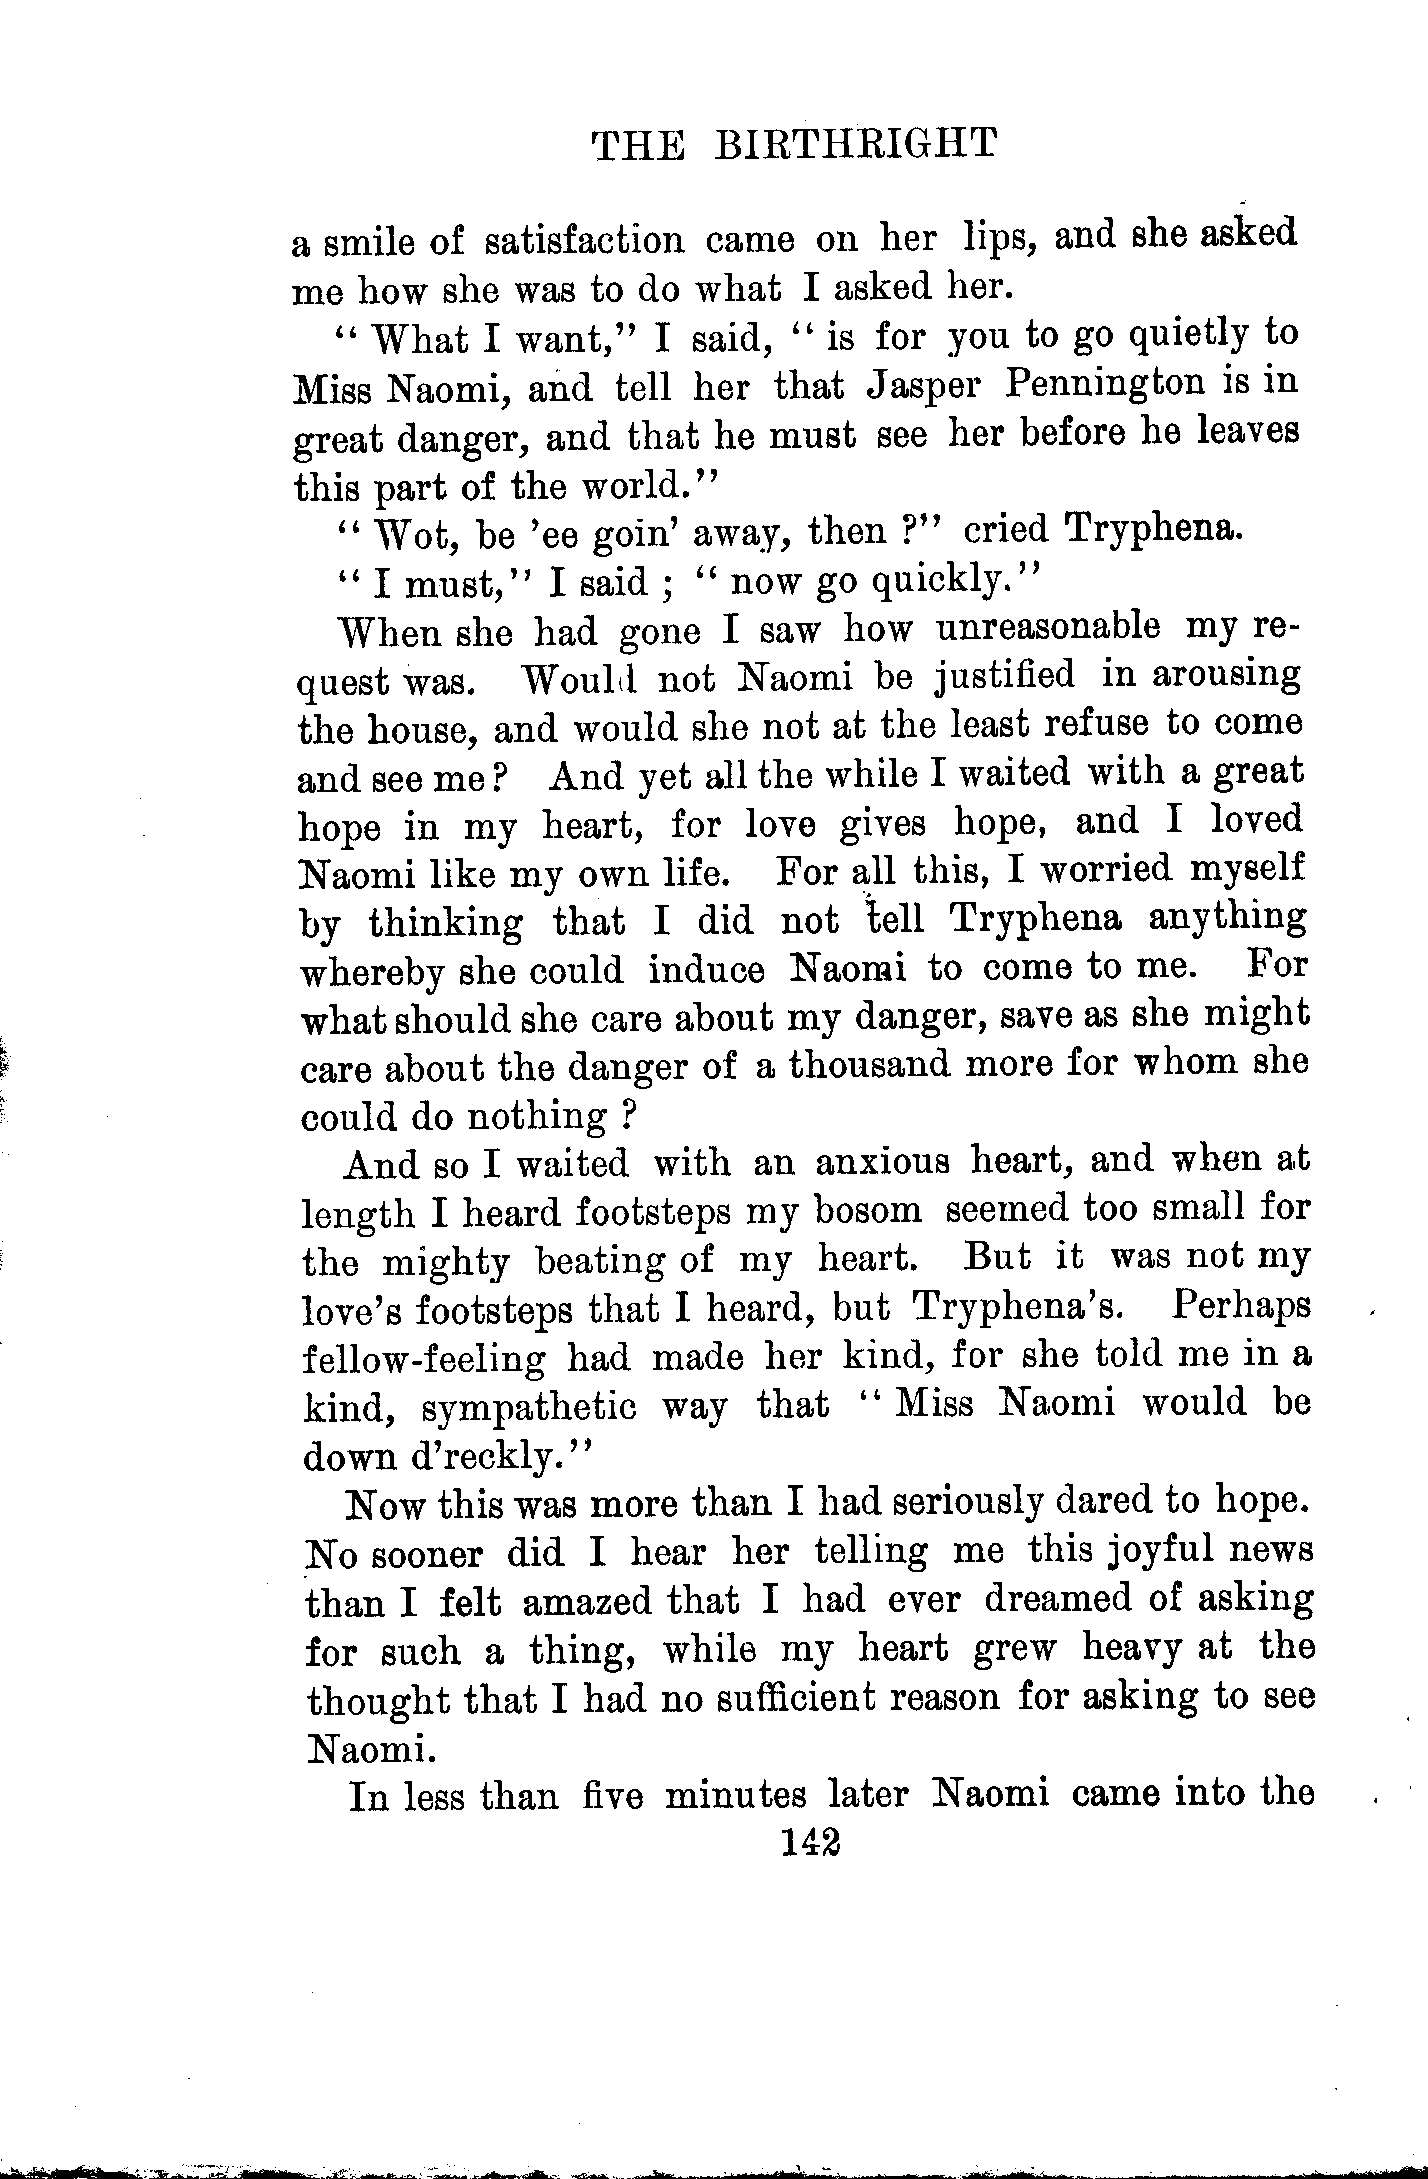 THE BIRTHRIGHT
a smile of satisfaction came on her lips, and she asked
me how she was to do what I asked her.
“ What I want,” I said, “ is for you to go quietly to
Miss Naomi, and tell her that Jasper Pennington is in
great danger, and that he must see her before he leaves
this part of the world.”
“ Wot, be ’ee goin’ away, then ?” cried Tryphena.
“ I must,” I said ; “ now go quickly.”
When she had gone I saw how unreasonable my re-
quest was. Would not Naomi be justified in arousing
the house, and would she not at the least refuse to come
and see me? And yet all the while I waited with a great
hope in my heart, for love gives hope, and I loved
Naomi like my own life. For all this, I worried myself
by thinking that I did not tell Tryphena anything
whereby she could induce Naomi to come to me. For
what should she care about my danger, save as she might
care about the danger of a thousand more for whom she
could do nothing ?
And so I waited with an anxious heart, and when at
length I heard footsteps my bosom seemed too small for
the mighty beating of my heart. But it was not my
love’s footsteps that I heard, but Tryphena’s. Perhaps
fellow-feeling had made her kind, for she told me in a
kind, sympathetic way that “ Miss Naomi would be
down d’reckly.”
Now this was more than I had seriously dared to hope.
No sooner did I hear her telling me this joyful news
than I felt amazed that I had ever dreamed of asking
for such a thing, while my heart grew heavy at the
thought that I had no sufficient reason for asking to see
Naomi.
In less than five minutes later Naomi came into the
142